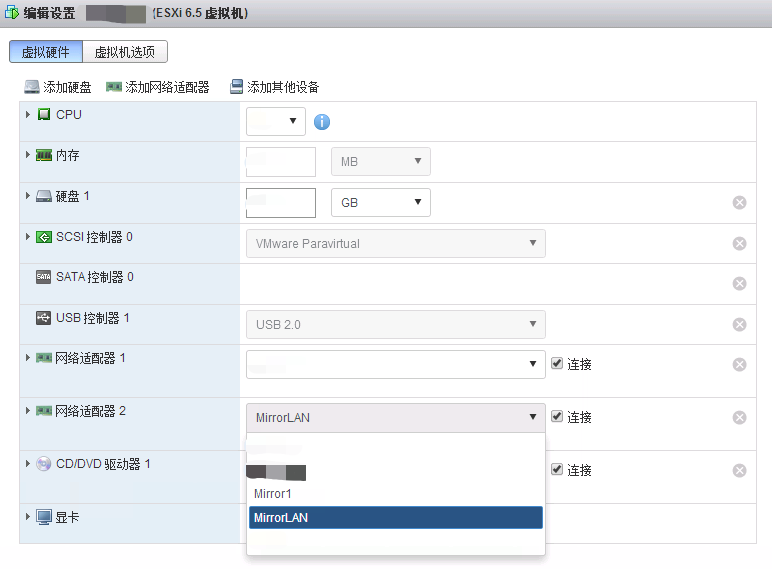 编辑设置 (ESXi 6.5 虚拟机)
虚拟硬件 虚拟机选项
添加硬盘 添加网络适配器 添加其他设备
CPU
内存 MB
硬盘 1 GB
SCSI 控制器 0 VMware Paravirtual
SATA 控制器 0
USB 控制器 1 USB 2.0
网络适配器 1 连接
网络适配器 2 MirrorLAN 连接
CD/DVD 驱动器 1 连接
Mirror1
显卡 MirrorLAN